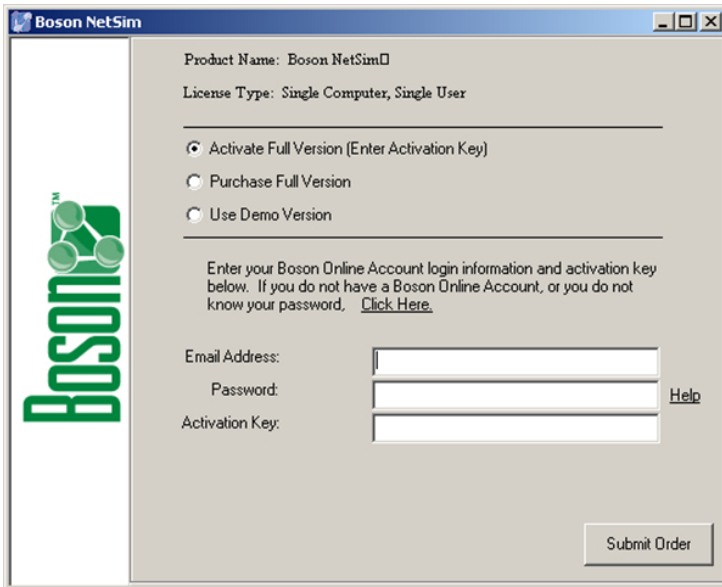 Boson NetSim
Product Name: Boson NetSim□
License Type: Single Computer, Single User
Activate Full Version (Enter Activation Key)
Purchase Full Version
Use Demo Version
Enter your Boson Online Account login information and activation key
below. If you do not have a Boson Online Account, or you do not
know your password, Click Here.
Email Address:
Password:
Help
Activation Key:
Submit Order
Boson™